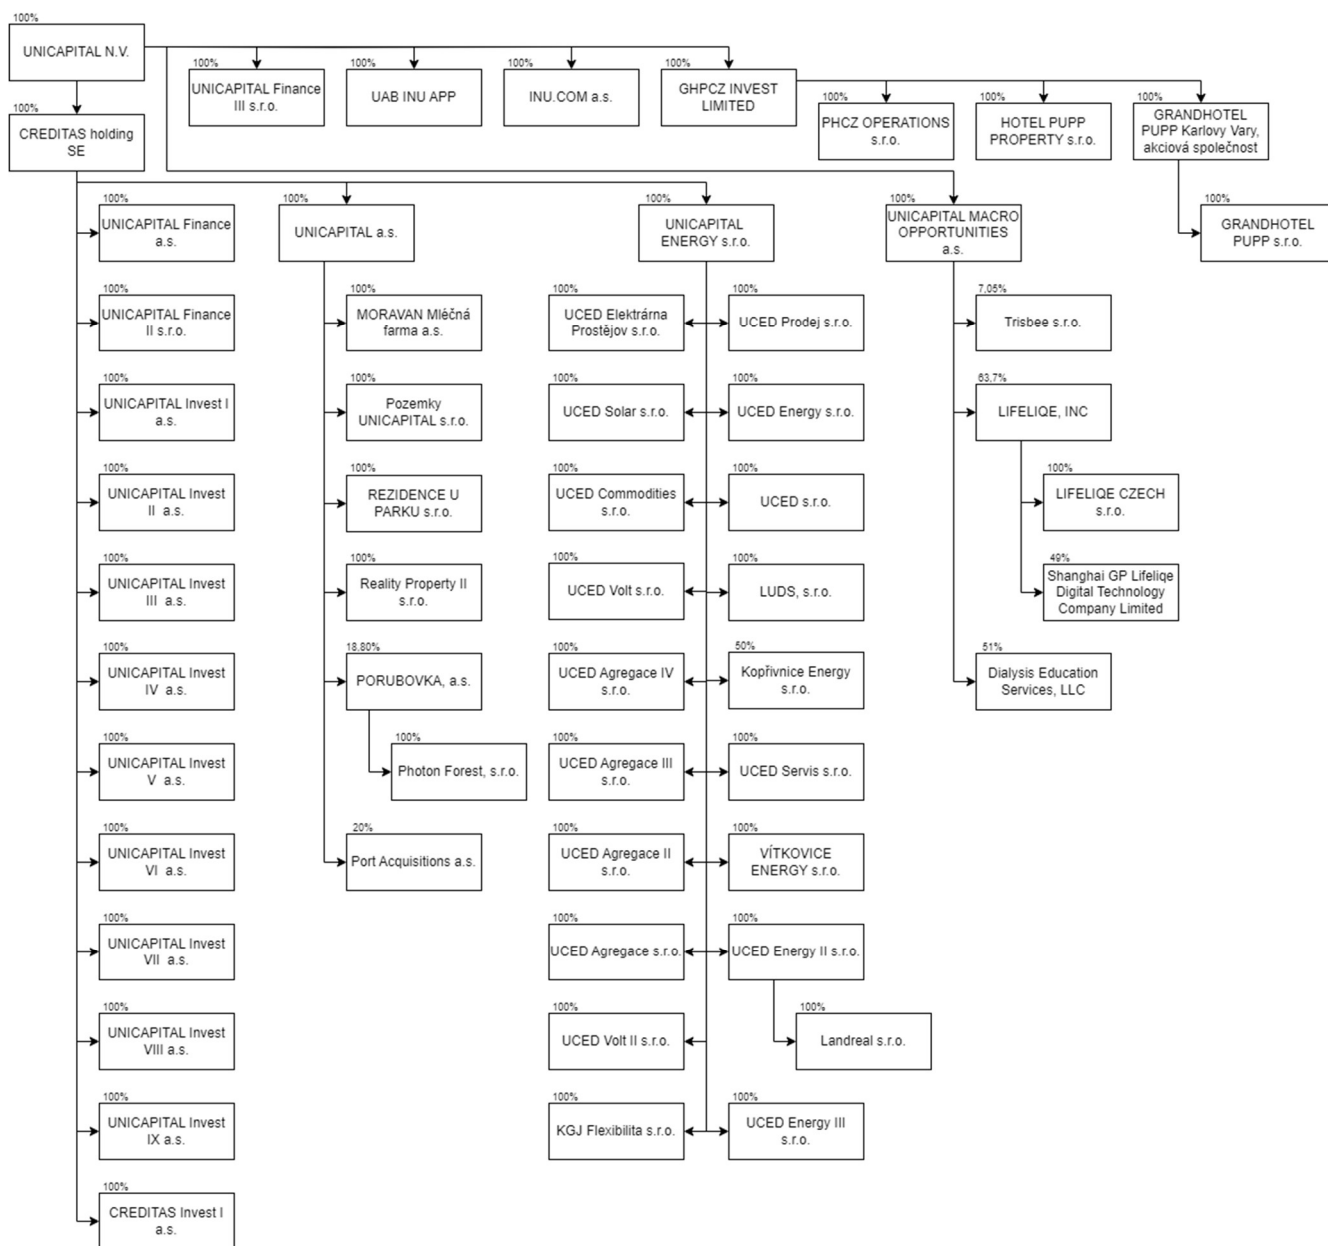 100%
UNICAPITAL N.V.
100%
UNICAPITAL Finance
III s.r.o.
100%
UAB INU APP
100%
INU.COM a.s.
100%
GHPCZ INVEST
LIMITED
100%
PHCZ OPERATIONS
s.r.o.
100%
HOTEL PUPP
PROPERTY s.r.o.
100%
GRANDHOTEL
PUPP Karlovy Vary,
akciová společnost
100%
GRANDHOTEL
PUPP s.r.o.
100%
CREDITAS holding
SE
100%
UNICAPITAL Finance
a.s.
100%
UNICAPITAL Finance
II s.r.o.
100%
UNICAPITAL Invest I
a.s.
100%
UNICAPITAL Invest
II a.s.
100%
UNICAPITAL Invest
III a.s.
100%
UNICAPITAL Invest
IV a.s.
100%
UNICAPITAL Invest
V a.s.
100%
UNICAPITAL Invest
VI a.s.
100%
UNICAPITAL Invest
VII a.s.
100%
UNICAPITAL Invest
VIII a.s.
100%
UNICAPITAL Invest
IX a.s.
100%
CREDITAS Invest I
a.s.
100%
UNICAPITAL a.s.
100%
MORAVAN Mléčná
farma a.s.
100%
Pozemky
UNICAPITAL s.r.o.
100%
REZIDENCE U
PARKU s.r.o.
100%
Reality Property II
s.r.o.
18,80%
PORUBOVKA, a.s.
100%
Photon Forest, s.r.o.
20%
Port Acquisitions a.s.
100%
UNICAPITAL
ENERGY s.r.o.
100%
UCED Elektrárna
Prostějov s.r.o.
100%
UCED Prodej s.r.o.
100%
UCED Solar s.r.o.
100%
UCED Energy s.r.o.
100%
UCED Commodities
s.r.o.
100%
UCED s.r.o.
100%
UCED Volt s.r.o.
100%
LUDS, s.r.o.
100%
UCED Agregace IV
s.r.o.
50%
Kopřivnice Energy
s.r.o.
100%
UCED Agregace III
s.r.o.
100%
UCED Servis s.r.o.
100%
UCED Agregace II
s.r.o.
100%
VÍTKOVICE
ENERGY s.r.o.
100%
UCED Agregace s.r.o.
100%
UCED Energy II s.r.o.
100%
UCED Volt II s.r.o.
100%
Landreal s.r.o.
100%
KGJ Flexibilita s.r.o.
100%
UCED Energy III
s.r.o.
100%
UNICAPITAL MACRO
OPPORTUNITIES
a.s.
7,05%
Trisbee s.r.o.
63,7%
LIFELIQE, INC
100%
LIFELIQE CZECH
s.r.o.
49%
Shanghai GP Lifeliqe
Digital Technology
Company Limited
51%
Dialysis Education
Services, LLC